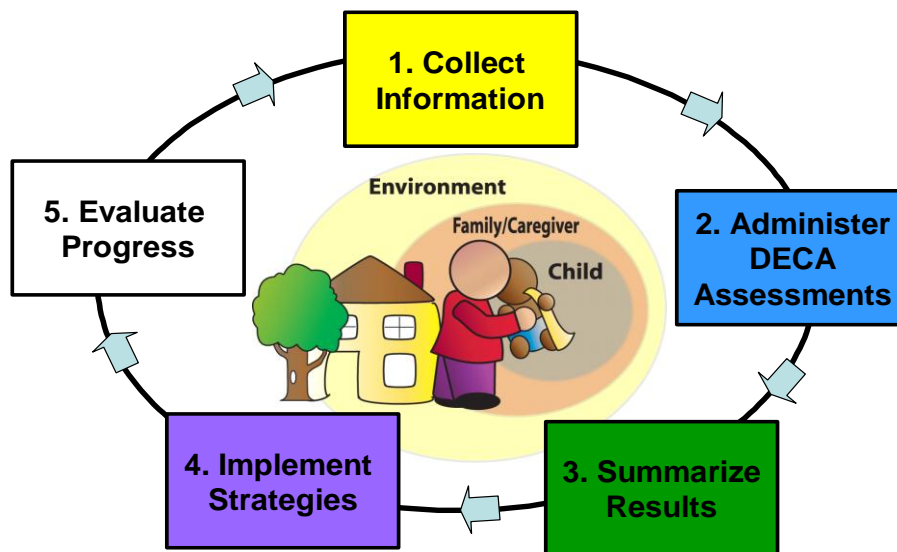 1. Collect
Information
2. Administer
DECA
Assessments
3. Summarize
Results
4. Implement
Strategies
5. Evaluate
Progress
Environment
Family/Caregiver
Child